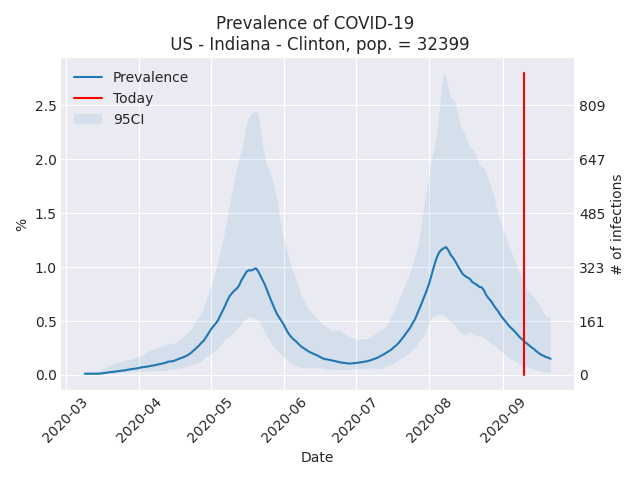 Prevalence of COVID-19
US - Indiana - Clinton, pop. = 32399
Prevalence
Today
95CI
2.5
2.0
1.5
1.0
0.5
0.0
%
809
647
485
323
161
0
# of infections
2020-03
2020-04
2020-05
2020-06
2020-07
2020-08
2020-09
Date